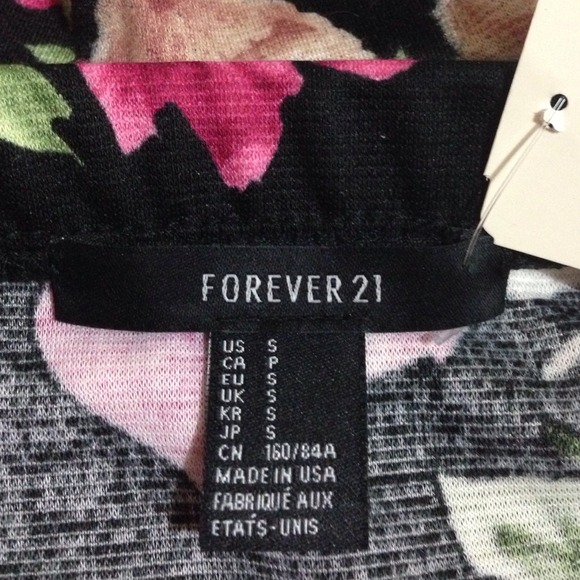 FOREVER 21
US S
CA P
EU S
UK S
KR S
JP S
CN 160/84A
MADE IN USA
FABRIQUÉ AUX
ETATS-UNIS